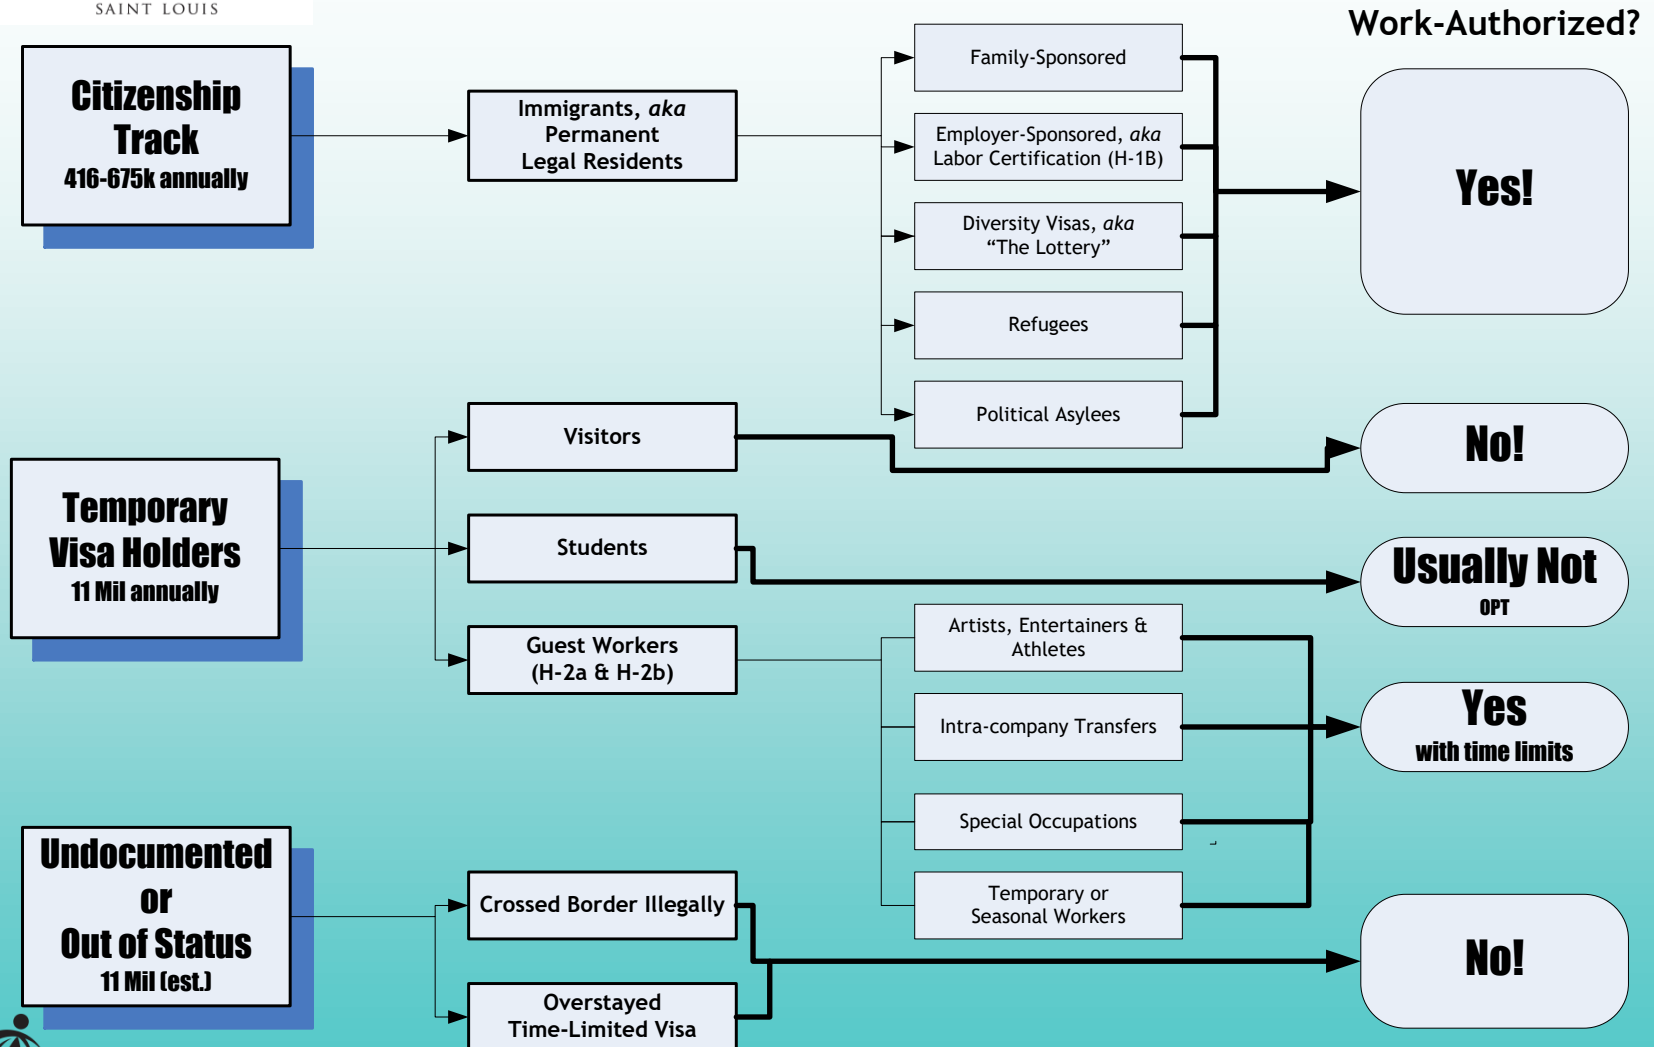 SAINT LOUIS
Work-Authorized?
Citizenship
Track
416-675k annually
Immigrants, aka
Permanent
Legal Residents
Family-Sponsored
Employer-Sponsored, aka
Labor Certification (H-1B)
Diversity Visas, aka
“The Lottery”
Refugees
Political Asylees
Yes!
Temporary
Visa Holders
11 Mil annually
Visitors
No!
Students
Usually Not
OPT
Guest Workers
(H-2a & H-2b)
Artists, Entertainers &
Athletes
Intra-company Transfers
Special Occupations
Temporary or
Seasonal Workers
Yes
with time limits
Undocumented
or
Out of Status
11 Mil (est.)
Crossed Border Illegally
Overstayed
Time-Limited Visa
No!